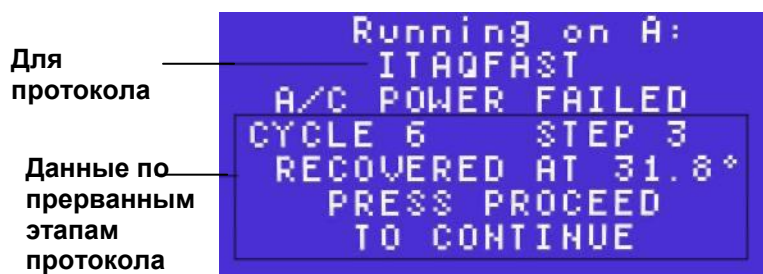 Для
протокола
Данные по
прерванным
этапам
протокола
Running on A:
ITAQFAST
A/C POWER FAILED
CYCLE 6 STEP 3
RECOVERED AT 31.8°
PRESS PROCEED
TO CONTINUE